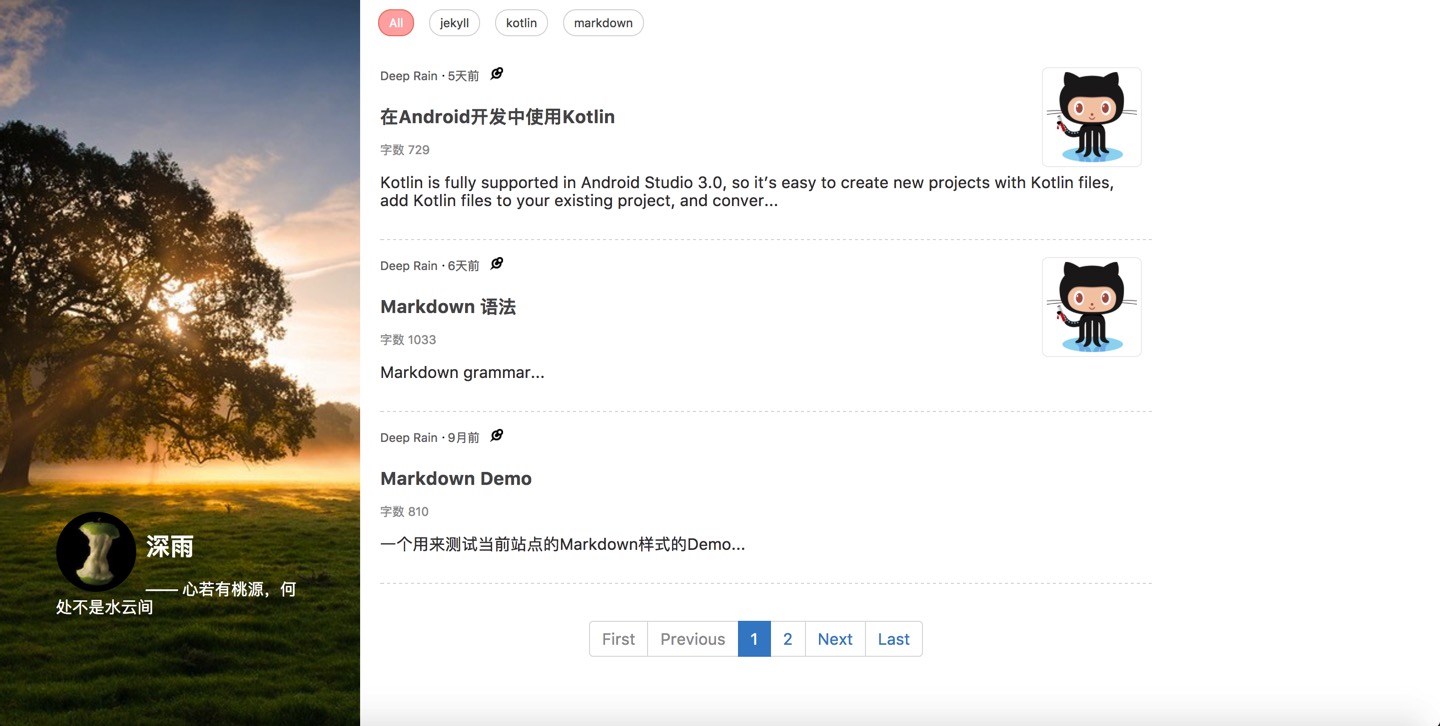 All
jekyll
kotlin
markdown
Deep Rain · 5天前
在Android开发中使用Kotlin
字数 729
Kotlin is fully supported in Android Studio 3.0, so it’s easy to create new projects with Kotlin files,
add Kotlin files to your existing project, and conver...
Deep Rain · 6天前
Markdown 语法
字数 1033
Markdown grammar...
Deep Rain · 9月前
Markdown Demo
字数 810
一个用来测试当前站点的Markdown样式的Demo...
深雨
—— 心若有桃源，何
处不是水云间
First Previous 1 2 Next Last